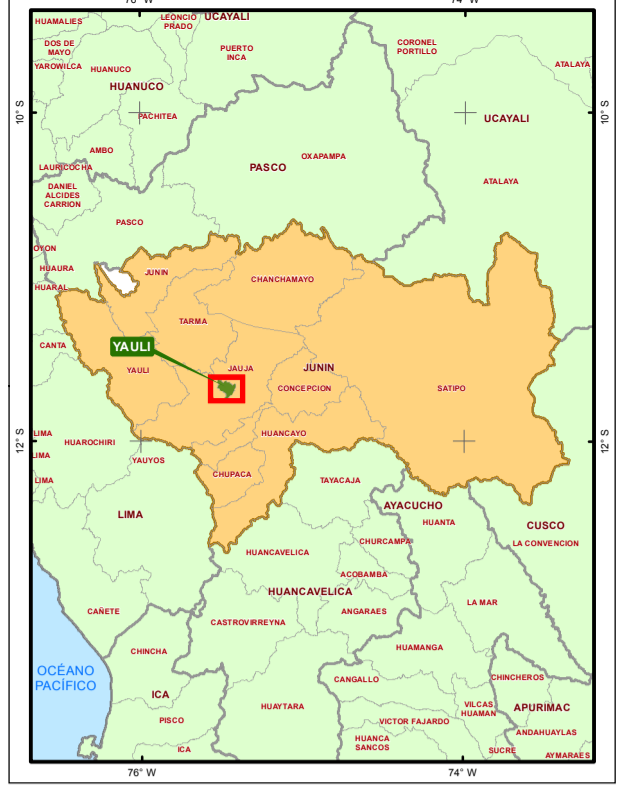 76° W
74° W
HUAMALIES
LEONCIO
PRADO
UCAYALI
DOS DE
MAYO
PUERTO
INCA
CORONEL
PORTILLO
YAROWILCA
HUANUCO
ATALAYA
HUANUCO
10° S
10° S
PACHITEA
UCAYALI
AMBO
OXAPAMPA
LAURICOCHA
PASCO
ATALAYA
DANIEL
ALCIDES
CARRION
PASCO
OYON
HUAURA
JUNIN
CHANCHAMAYO
HUARAL
TARMA
CANTA
YAULI
YAULI
JAUJA
JUNIN
CONCEPCION
SATIPO
LIMA
HUAROCHIRI
HUANCAYO
12° S
12° S
LIMA
YAUYOS
LIMA
CHUPACA
TAYACAJA
LIMA
AYACUCHO
HUANTA
CUSCO
CHURCAMPA
LA CONVENCION
HUANCAVELICA
ACOBAMBA
HUANCAVELICA
LA MAR
CAÑETE
ANGARAES
CASTROVIRREYNA
HUAMANGA
CHINCHA
OCÉANO
PACÍFICO
CANGALLO
CHINCHEROS
ICA
HUAYTARA
VILCAS
HUAMAN
APURIMAC
PISCO
VICTOR FAJARDO
ANDAHUAYLAS
HUANCA
SANCOS
ICA
SUCRE
AYMARAES
76° W
74° W